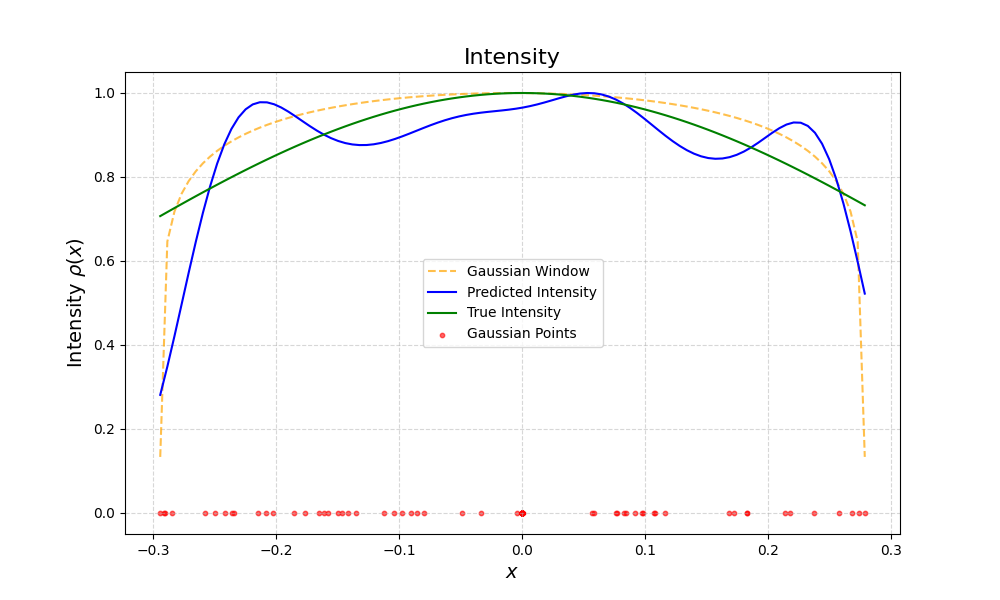 Intensity
1.0
0.8
0.6
0.4
0.2
0.0
Intensity ρ(x)
Gaussian Window
Predicted Intensity
True Intensity
Gaussian Points
−0.3 −0.2 −0.1 0.0 0.1 0.2 0.3
x